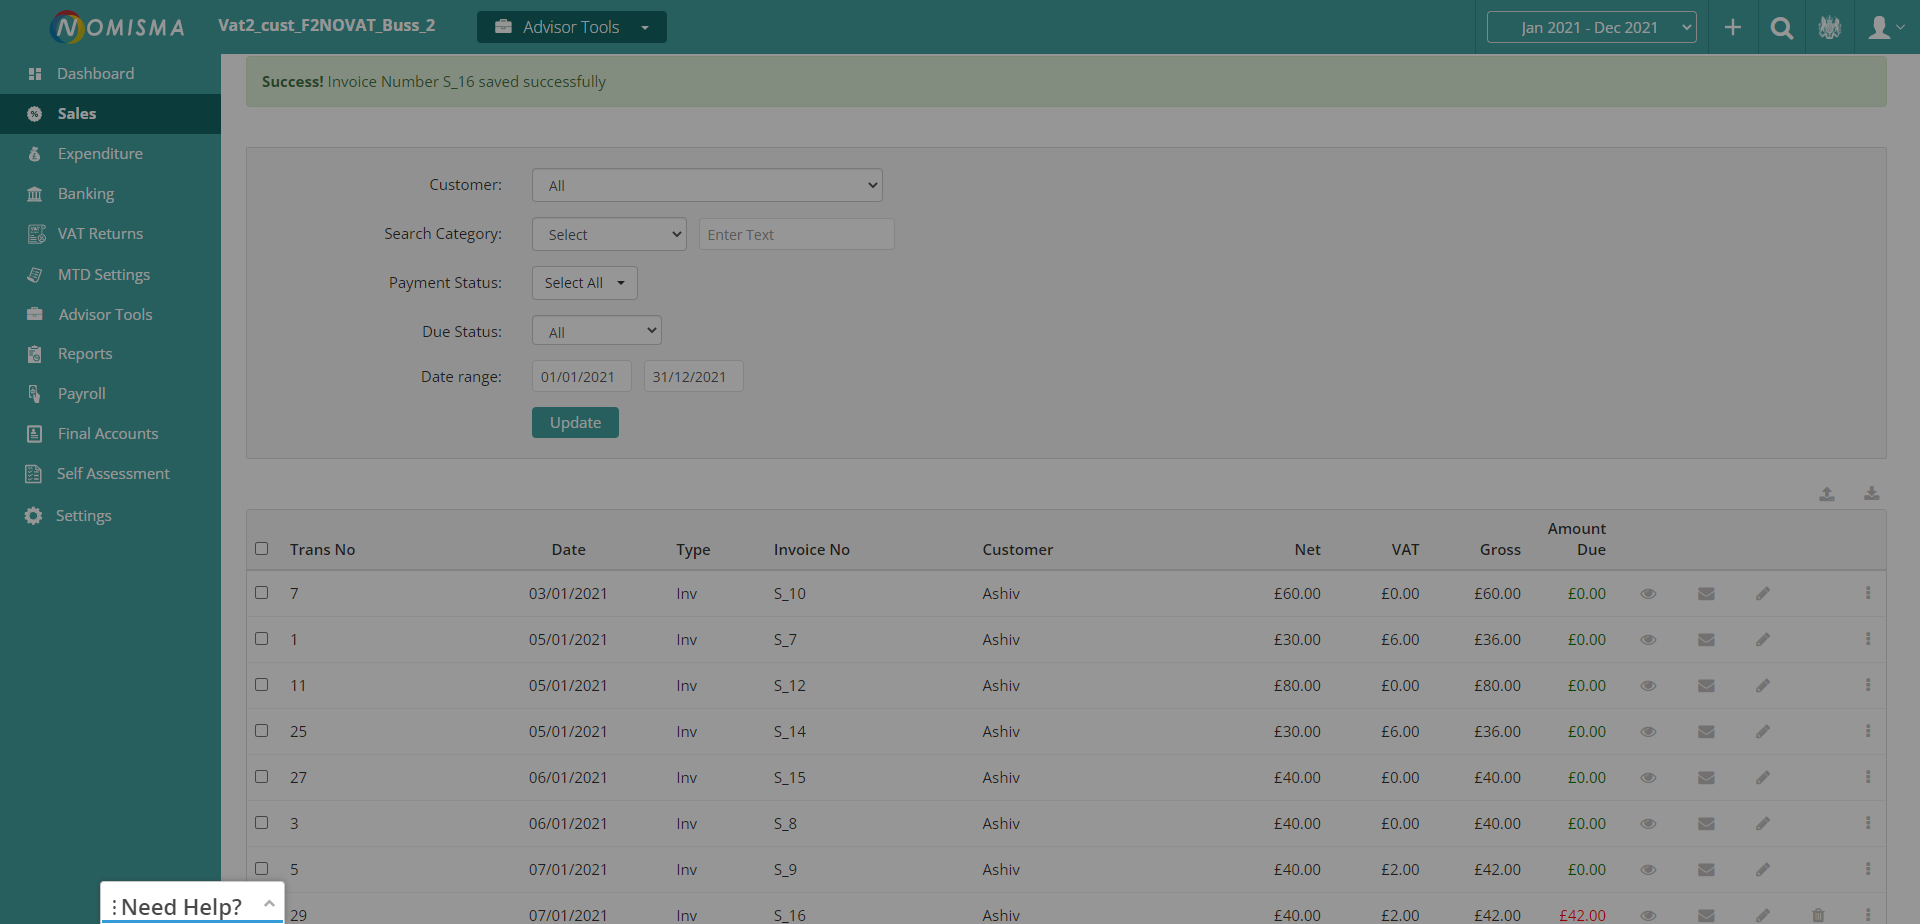 NOMISMA Vat2_cust_F2NOVAT_Buss_2 Advisor Tools Jan 2021 - Dec 2021
Dashboard
Sales
Expenditure
Banking
VAT Returns
MTD Settings
Advisor Tools
Reports
Payroll
Final Accounts
Self Assessment
Settings
Success! Invoice Number S_16 saved successfully
Customer: All
Search Category: Select Enter Text
Payment Status: Select All
Due Status: All
Date range: 01/01/2021 31/12/2021
Update
Trans No Date Type Invoice No Customer Net VAT Gross Amount Due
7 03/01/2021 Inv S_10 Ashiv £60.00 £0.00 £60.00 £0.00
1 05/01/2021 Inv S_7 Ashiv £30.00 £6.00 £36.00 £0.00
11 05/01/2021 Inv S_12 Ashiv £80.00 £0.00 £80.00 £0.00
25 05/01/2021 Inv S_14 Ashiv £30.00 £6.00 £36.00 £0.00
27 06/01/2021 Inv S_15 Ashiv £40.00 £0.00 £40.00 £0.00
3 06/01/2021 Inv S_8 Ashiv £40.00 £0.00 £40.00 £0.00
5 07/01/2021 Inv S_9 Ashiv £40.00 £2.00 £42.00 £0.00
29 07/01/2021 Inv S_16 Ashiv £40.00 £2.00 £42.00 £42.00
Need Help?